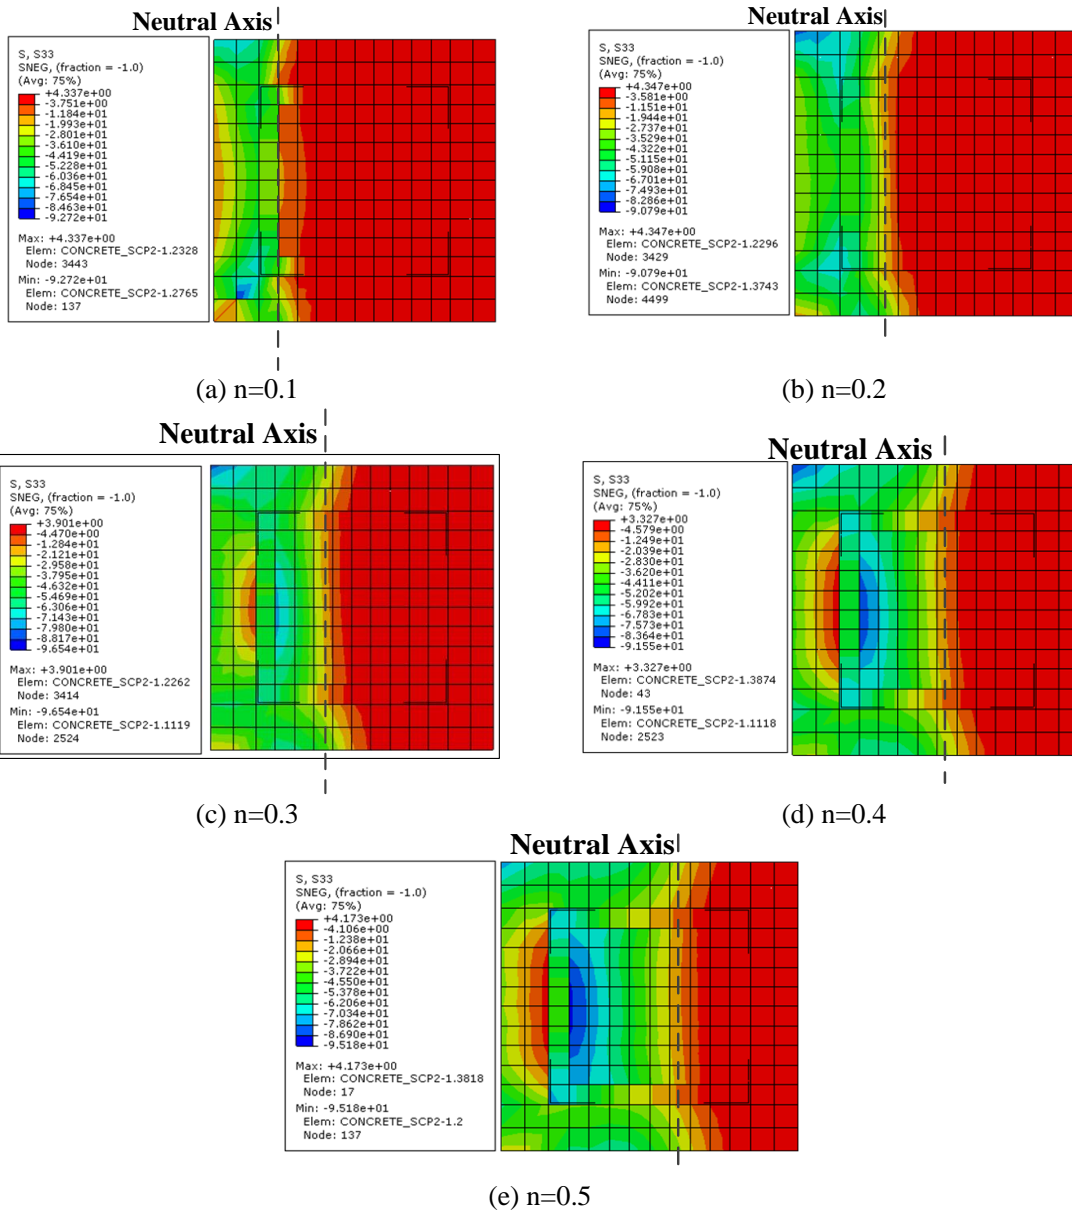 Neutral Axis
S, S33
SNEG, (fraction = -1.0)
(Avg: 75%)
+4.337e+00
-3.751e+00
-1.184e+01
-1.993e+01
-2.801e+01
-3.610e+01
-4.419e+01
-5.228e+01
-6.036e+01
-6.845e+01
-7.654e+01
-8.463e+01
-9.272e+01
Max: +4.337e+00
Elem: CONCRETE_SCP2-1.2328
Node: 3443
Min: -9.272e+01
Elem: CONCRETE_SCP2-1.2765
Node: 137
(a) n=0.1
Neutral Axis
S, S33
SNEG, (fraction = -1.0)
(Avg: 75%)
+4.347e+00
-3.581e+00
-1.151e+01
-1.944e+01
-2.737e+01
-3.529e+01
-4.322e+01
-5.115e+01
-5.908e+01
-6.701e+01
-7.493e+01
-8.286e+01
-9.079e+01
Max: +4.347e+00
Elem: CONCRETE_SCP2-1.2296
Node: 3429
Min: -9.079e+01
Elem: CONCRETE_SCP2-1.3743
Node: 4499
(b) n=0.2
Neutral Axis
S, S33
SNEG, (fraction = -1.0)
(Avg: 75%)
+3.901e+00
-4.470e+00
-1.284e+01
-2.121e+01
-2.958e+01
-3.795e+01
-4.632e+01
-5.469e+01
-6.306e+01
-7.143e+01
-7.980e+01
-8.817e+01
-9.654e+01
Max: +3.901e+00
Elem: CONCRETE_SCP2-1.2262
Node: 3414
Min: -9.654e+01
Elem: CONCRETE_SCP2-1.1119
Node: 2524
(c) n=0.3
Neutral Axis
S, S33
SNEG, (fraction = -1.0)
(Avg: 75%)
+3.327e+00
-4.579e+00
-1.249e+01
-2.039e+01
-2.830e+01
-3.620e+01
-4.411e+01
-5.202e+01
-5.992e+01
-6.783e+01
-7.573e+01
-8.364e+01
-9.155e+01
Max: +3.327e+00
Elem: CONCRETE_SCP2-1.3874
Node: 43
Min: -9.155e+01
Elem: CONCRETE_SCP2-1.1118
Node: 2523
(d) n=0.4
Neutral Axis
S, S33
SNEG, (fraction = -1.0)
(Avg: 75%)
+4.173e+00
-4.106e+00
-1.238e+01
-2.066e+01
-2.894e+01
-3.722e+01
-4.550e+01
-5.378e+01
-6.206e+01
-7.034e+01
-7.862e+01
-8.690e+01
-9.518e+01
Max: +4.173e+00
Elem: CONCRETE_SCP2-1.3818
Node: 17
Min: -9.518e+01
Elem: CONCRETE_SCP2-1.2
Node: 137
(e) n=0.5